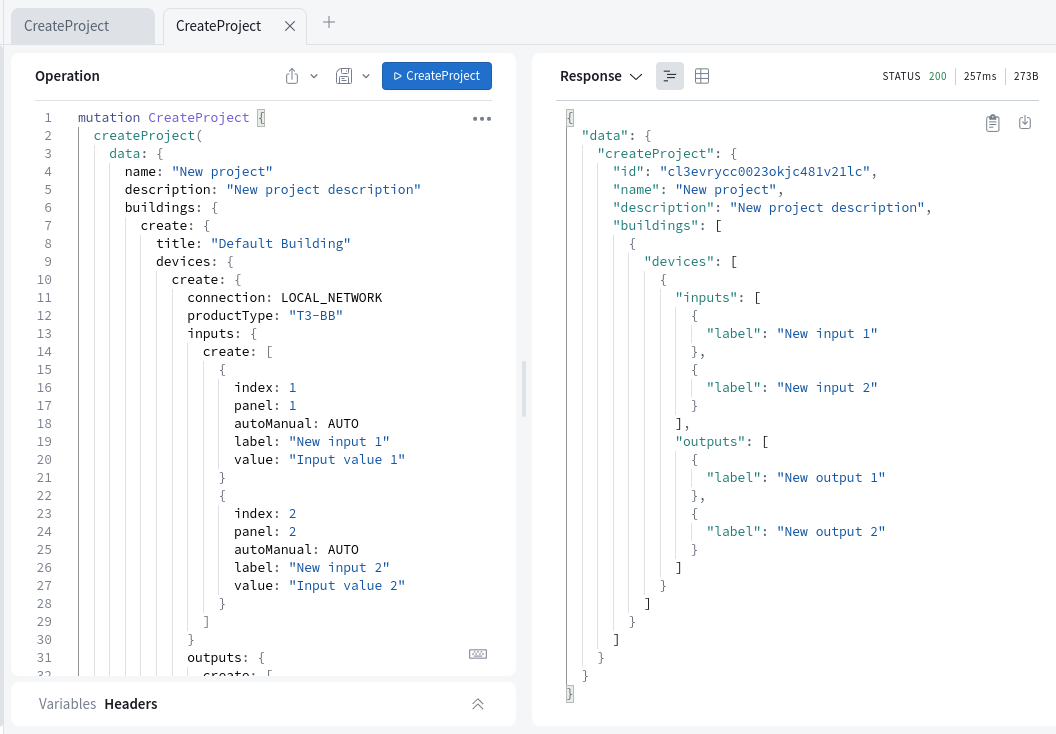 CreateProject
CreateProject
Operation
CreateProject
1 mutation CreateProject {
2   createProject(
3     data: {
4       name: "New project"
5       description: "New project description"
6       buildings: {
7         create: {
8           title: "Default Building"
9           devices: {
10             create: {
11               connection: LOCAL_NETWORK
12               productType: "T3-BB"
13               inputs: {
14                 create: [
15                   {
16                     index: 1
17                     panel: 1
18                     autoManual: AUTO
19                     label: "New input 1"
20                     value: "Input value 1"
21                   }
22                   {
23                     index: 2
24                     panel: 2
25                     autoManual: AUTO
26                     label: "New input 2"
27                     value: "Input value 2"
28                   }
29                 ]
30               }
31               outputs: {
32                 create: [
Variables Headers
Response
STATUS 200 257ms 273B
{
  "data": {
    "createProject": {
      "id": "cl3evrycc0023okjc481v21lc",
      "name": "New project",
      "description": "New project description",
      "buildings": [
        {
          "devices": [
            {
              "inputs": [
                {
                  "label": "New input 1"
                },
                {
                  "label": "New input 2"
                }
              ],
              "outputs": [
                {
                  "label": "New output 1"
                },
                {
                  "label": "New output 2"
                }
              ]
            }
          ]
        }
      ]
    }
  }
}